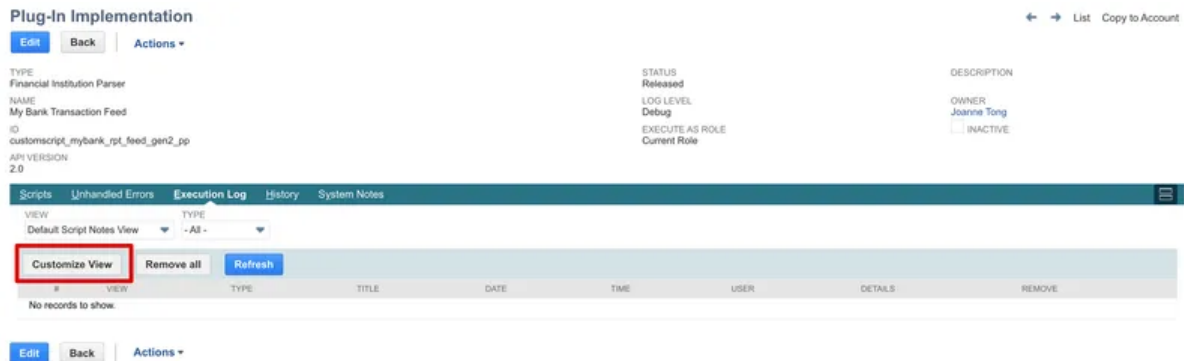 Plug-In Implementation
List Copy to Account
Edit Back Actions
TYPE
Financial Institution Parser
NAME
My Bank Transaction Feed
ID
customscript_mybank_rpt_feed_gen2_pp
API VERSION
2.0
STATUS
Released
LOG LEVEL
Debug
EXECUTE AS ROLE
Current Role
DESCRIPTION
OWNER
Joanne Tong
INACTIVE
Scripts Unhandled Errors Execution Log History System Notes
VIEW TYPE
Default Script Notes View - All -
Customize View Remove all Refresh
# VIEW TYPE TITLE DATE TIME USER DETAILS REMOVE
No records to show.
Edit Back Actions